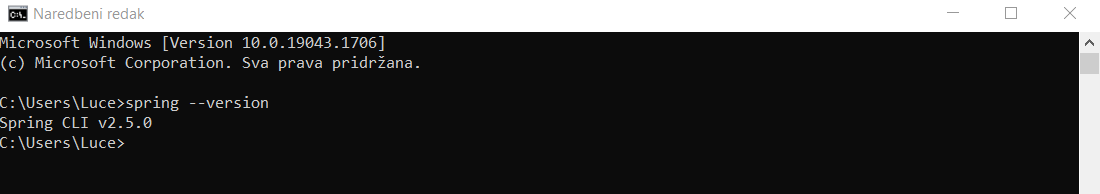 Naredbeni redak
Microsoft Windows [Version 10.0.19043.1706]
(c) Microsoft Corporation. Sva prava pridržana.
C:\Users\Luce>spring --version
Spring CLI v2.5.0
C:\Users\Luce>